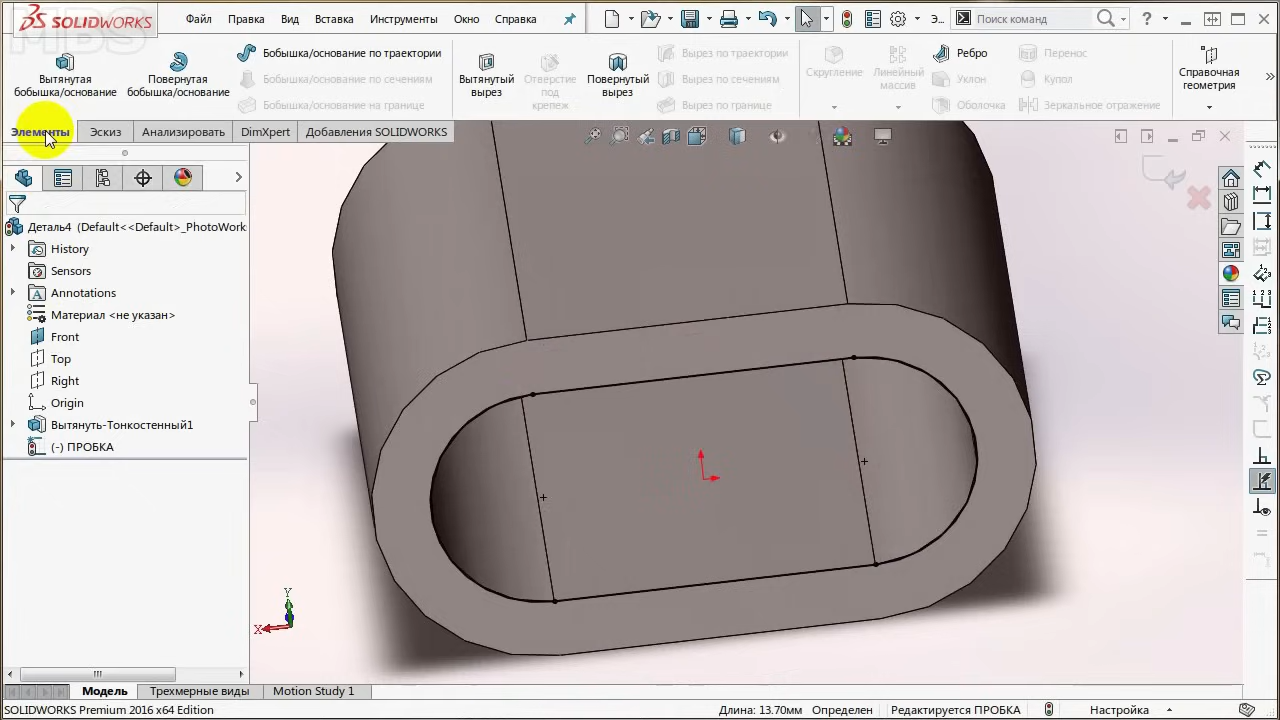 SOLIDWORKS
Файл
Правка
Вид
Вставка
Инструменты
Окно
Справка
Э...
Поиск команд
MBS
Вытянутая
бобышка/основание
Повернутая
бобышка/основание
Бобышка/основание по траектории
Бобышка/основание по сечениям
Бобышка/основание на границе
Вытянутый
вырез
Отверстие
под
крепеж
Повернутый
вырез
Вырез по траектории
Вырез по сечениям
Вырез по границе
Скругление
Линейный
массив
Ребро
Уклон
Оболочка
Перенос
Купол
Зеркальное отражение
Справочная
геометрия
Элементы
Эскиз
Анализировать
DimXpert
Добавления SOLIDWORKS
Деталь4 (Default<<Default>_PhotoWork
History
Sensors
Annotations
Материал <не указан>
Front
Top
Right
Origin
Вытянуть-Тонкостенный1
(-) ПРОБКА
Y
X
Модель
Трехмерные виды
Motion Study 1
SOLIDWORKS Premium 2016 x64 Edition
Длина: 13.70мм
Определен
Редактируется ПРОБКА
Настройка